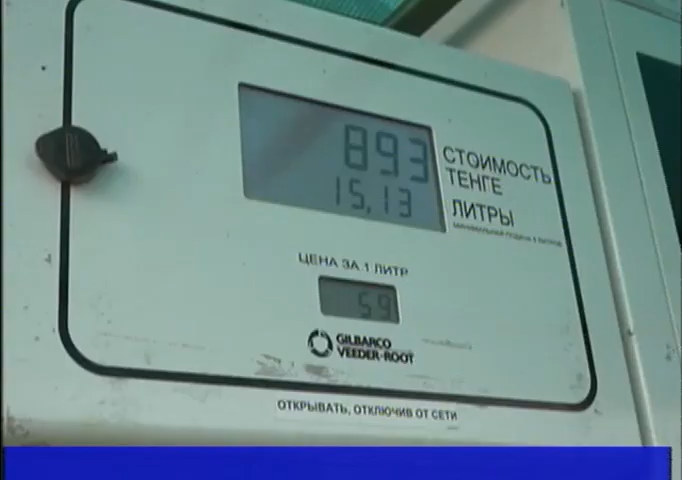 893
СТОИМОСТЬ
ТЕНГЕ
15,13
ЛИТРЫ
ЦЕНА ЗА 1 ЛИТР
59
GILBARCO
VEEDER-ROOT
ОТКРЫВАТЬ, ОТКЛЮЧИВ ОТ СЕТИ